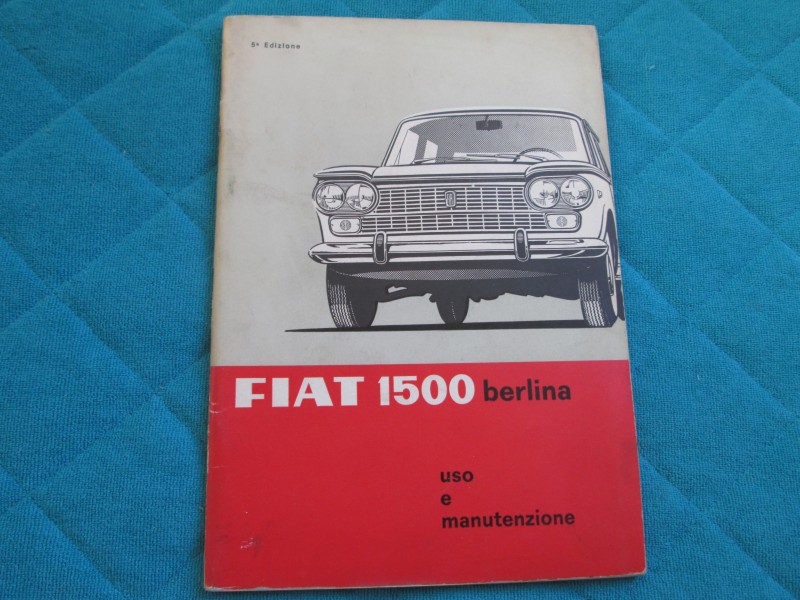 5ª Edizione
FIAT 1500 berlina
uso
e
manutenzione